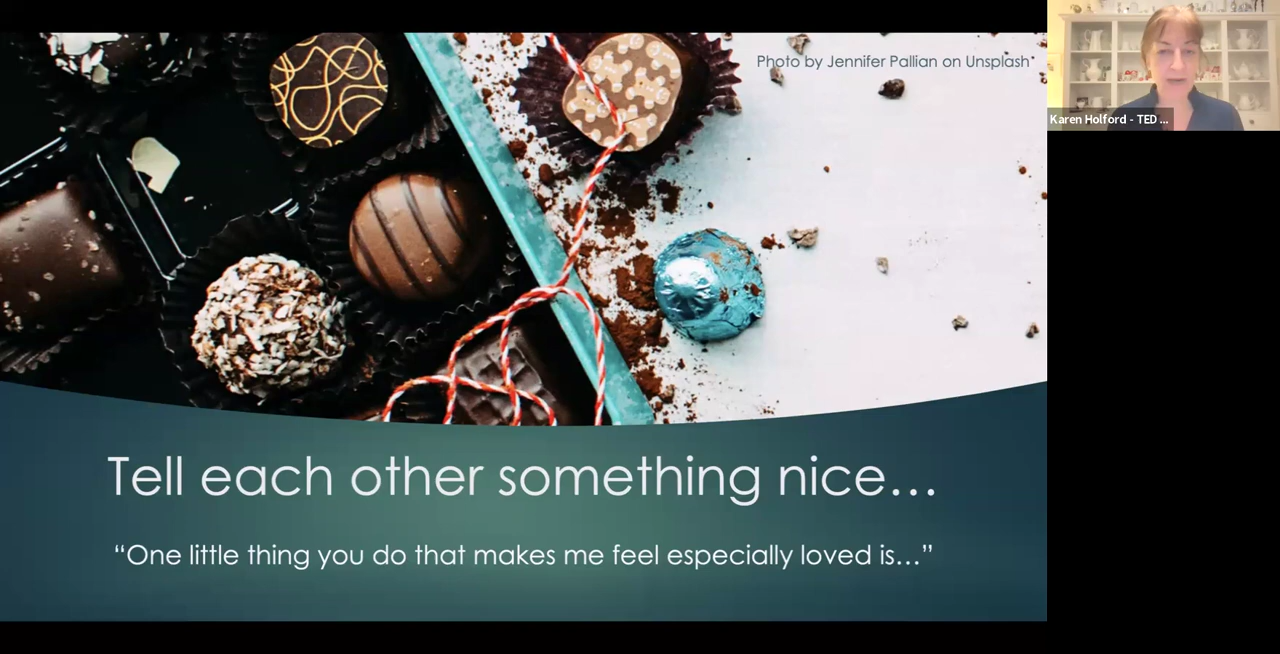 Photo by Jennifer Pallian on Unsplash
Karen Holford - TED ...
Tell each other something nice…
“One little thing you do that makes me feel especially loved is…”